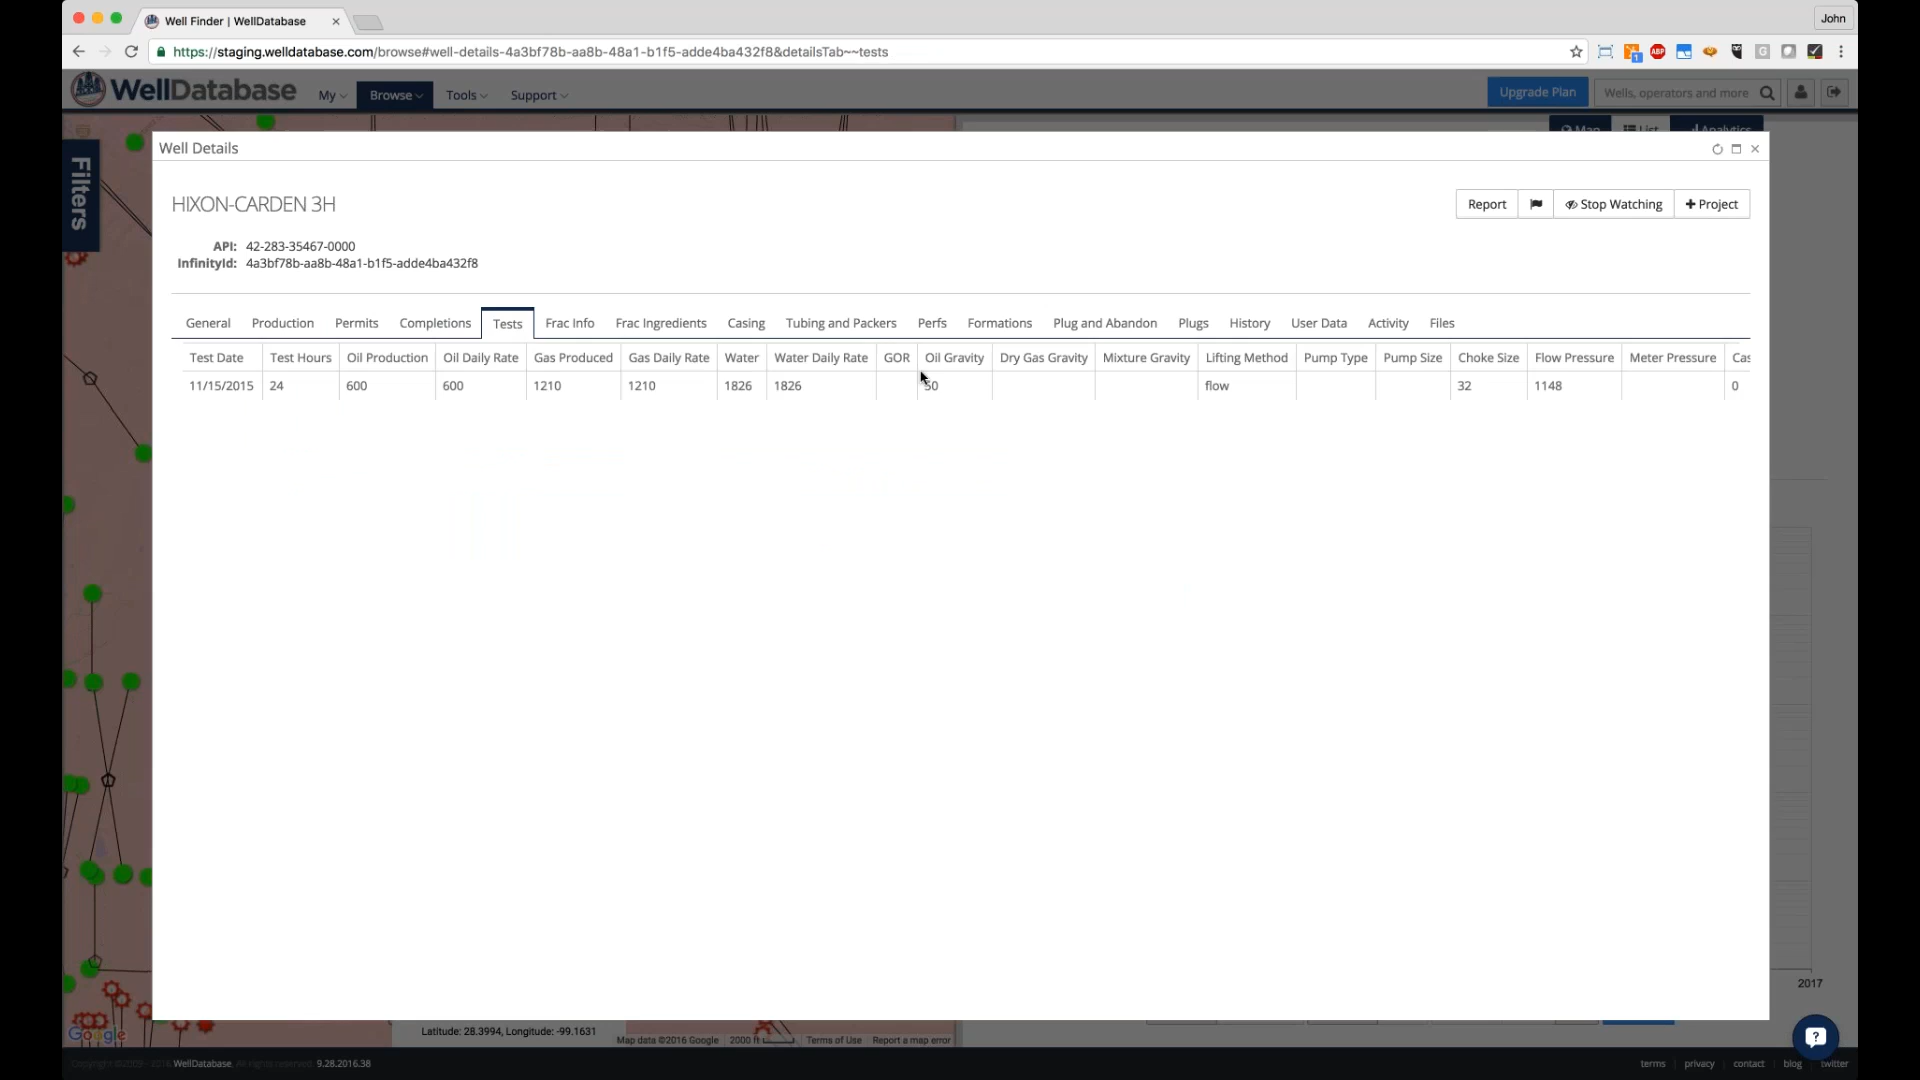 Well Finder | WellDatabase
John
https://staging.welldatabase.com/browse#well-details-4a3bf78b-aa8b-48a1-b1f5-adde4ba432f8&detailsTab~~tests
WellDatabase My Browse Tools Support Upgrade Plan Wells, operators and more
Map List Analytics
Filters
Well Details
HIXON-CARDEN 3H Report Stop Watching + Project
API: 42-283-35467-0000
InfinityId: 4a3bf78b-aa8b-48a1-b1f5-adde4ba432f8
General Production Permits Completions Tests Frac Info Frac Ingredients Casing Tubing and Packers Perfs Formations Plug and Abandon Plugs History User Data Activity Files
Test Date Test Hours Oil Production Oil Daily Rate Gas Produced Gas Daily Rate Water Water Daily Rate GOR Oil Gravity Dry Gas Gravity Mixture Gravity Lifting Method Pump Type Pump Size Choke Size Flow Pressure Meter Pressure Cas
11/15/2015 24 600 600 1210 1210 1826 1826 50 flow 32 1148 0
2017
Google
Latitude: 28.3994, Longitude: -99.1631
Map data ©2016 Google 2000 ft Terms of Use Report a map error
WellDatabase 9.28.2016.38
terms privacy contact blog twitter